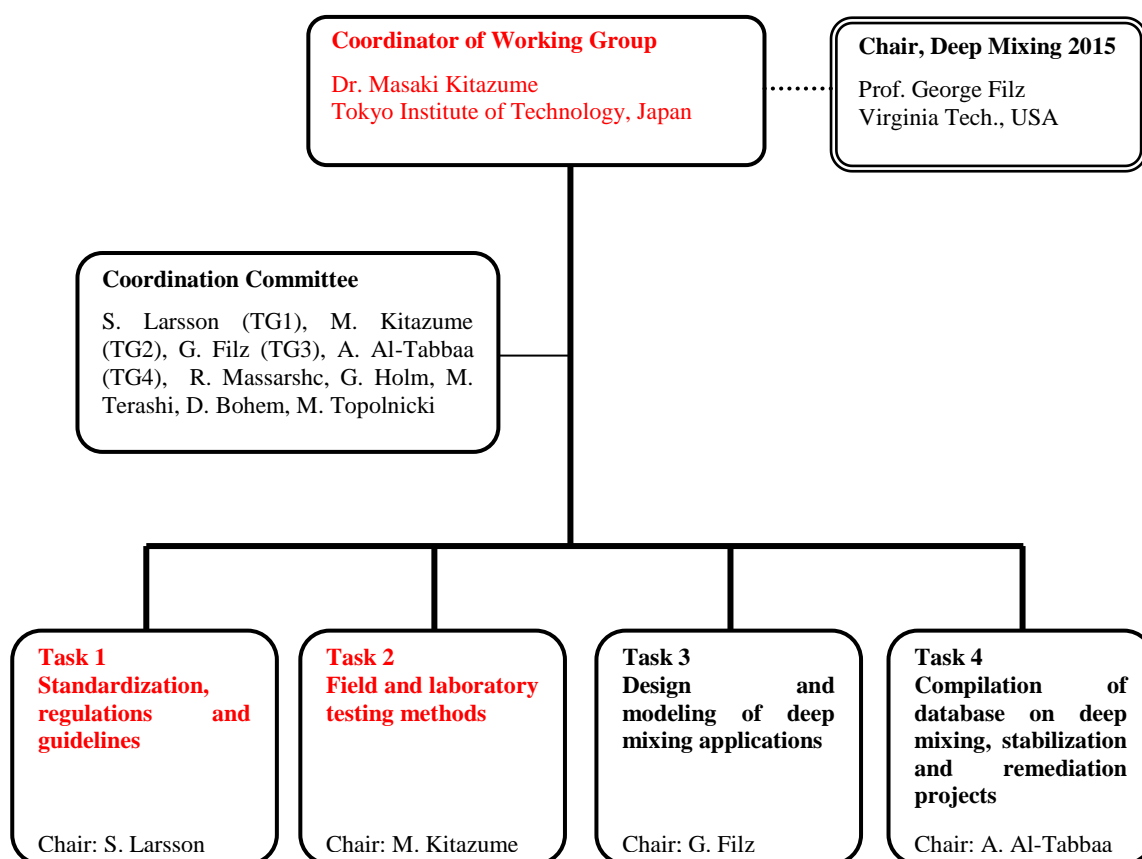 Coordinator of Working Group
Dr. Masaki Kitazume
Tokyo Institute of Technology, Japan
Chair, Deep Mixing 2015
Prof. George Filz
Virginia Tech., USA
Coordination Committee
S. Larsson (TG1), M. Kitazume
(TG2), G. Filz (TG3), A. Al-Tabbaa
(TG4), R. Massarshc, G. Holm, M.
Terashi, D. Bohem, M. Topolnicki
Task 1
Standardization,
regulations and
guidelines
Chair: S. Larsson
Task 2
Field and laboratory
testing methods
Chair: M. Kitazume
Task 3
Design and
modeling of deep
mixing applications
Chair: G. Filz
Task 4
Compilation of
database on deep
mixing, stabilization
and remediation
projects
Chair: A. Al-Tabbaa